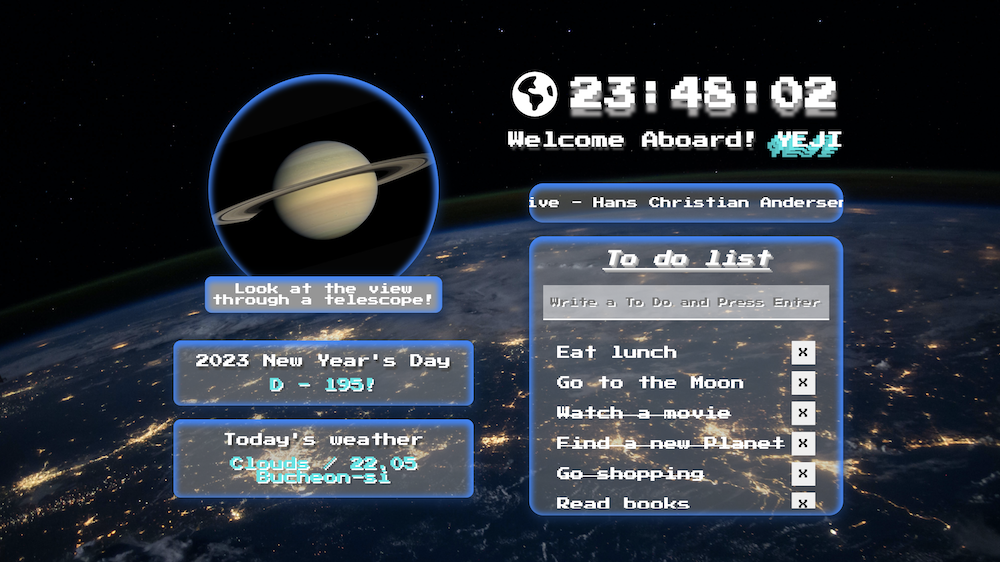 23:48:02
Welcome Aboard! YEJI
ive - Hans Christian Andersen
Look at the view
through a telescope!
2023 New Year's Day
D - 195!
Today's weather
Clouds / 22.05
Bucheon-si
To do list
Write a To Do and Press Enter
Eat lunch x
Go to the Moon x
Watch a movie x
Find a new Planet x
Go shopping x
Read books x